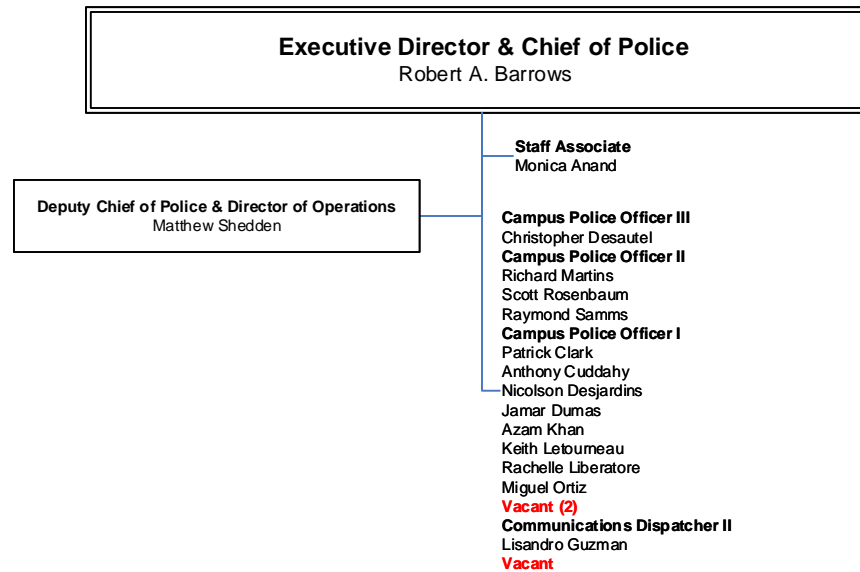 Executive Director & Chief of Police
Robert A. Barrows
Staff Associate
Monica Anand
Deputy Chief of Police & Director of Operations
Matthew Shedden
Campus Police Officer III
Christopher Desautel
Campus Police Officer II
Richard Martins
Scott Rosenbaum
Raymond Samms
Campus Police Officer I
Patrick Clark
Anthony Cuddahy
Nicolson Desjardins
Jamar Dumas
Azam Khan
Keith Letourneau
Rachelle Liberatore
Miguel Ortiz
Vacant (2)
Communications Dispatcher II
Lisandro Guzman
Vacant